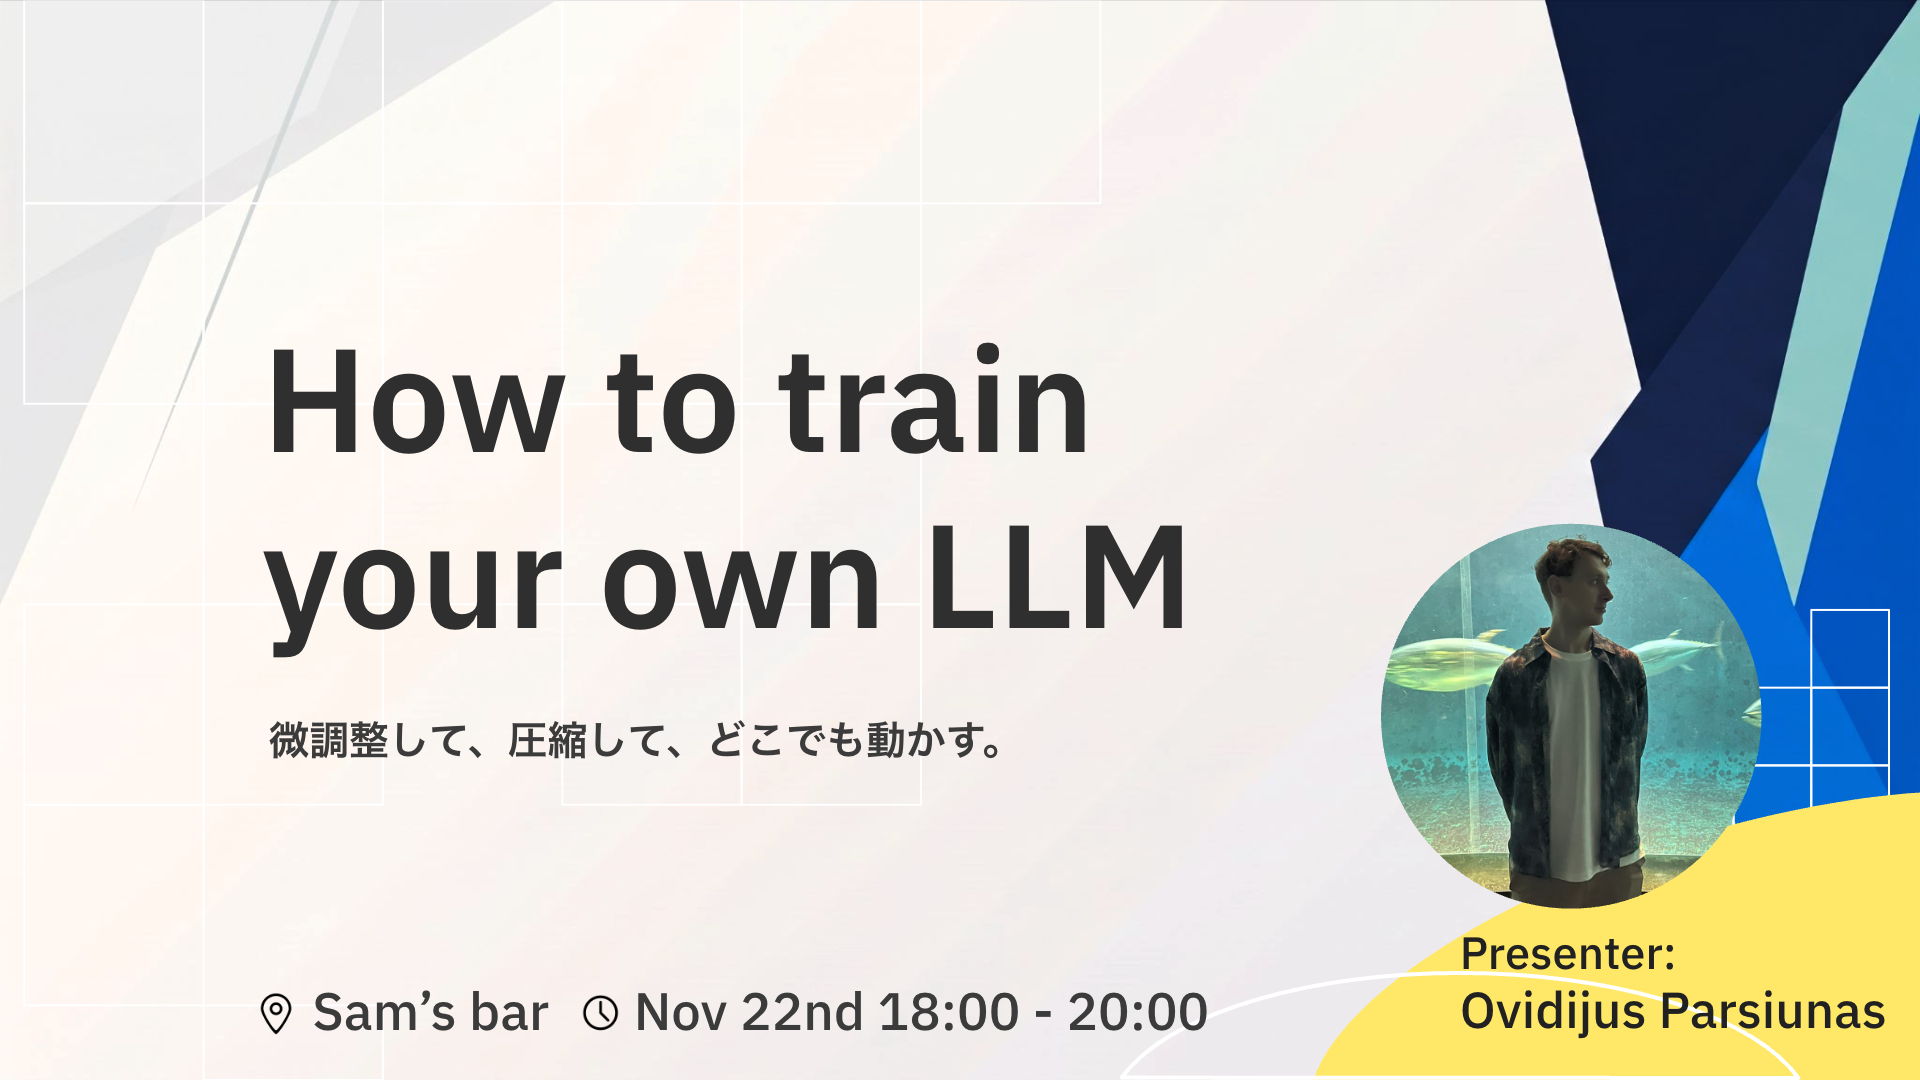 How to train
your own LLM
微調整して、圧縮して、どこでも動かす。
Sam’s bar
Nov 22nd 18:00 - 20:00
Presenter:
Ovidijus Parsiunas